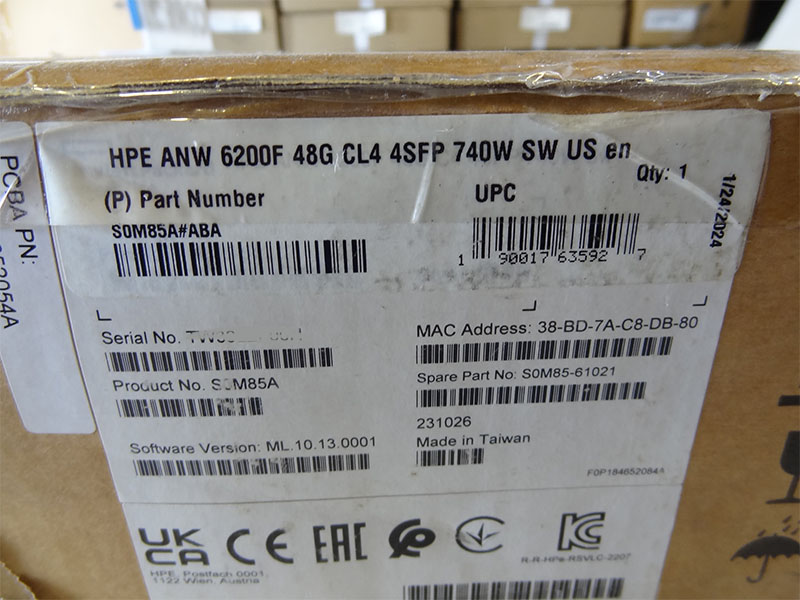 HPE ANW 6200F 48G CL4 4SFP 740W SW US en
Qty: 1
(P) Part Number
UPC
1/24/2024
S0M85A#ABA
1 90017 63592 7
PCBA PN:
Serial No.
MAC Address: 38-BD-7A-C8-DB-80
Product No. S0M85A
Spare Part No: S0M85-61021
231026
Software Version: ML.10.13.0001
Made in Taiwan
F0P184652084A
UK
CA
CE
EAC
R-R-HPe-RSVLC-2207
HPE, Postfach 0001,
1122 Wien, Austria